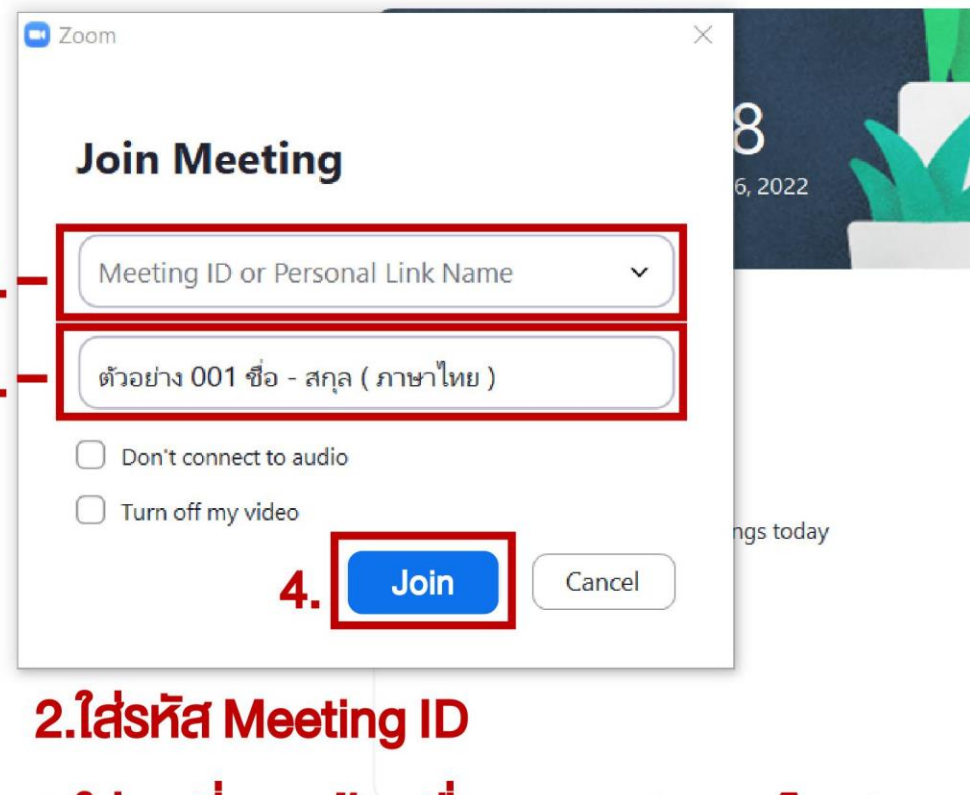 Zoom
8
6, 2022
Join Meeting
Meeting ID or Personal Link Name
ตัวอย่าง 001 ชื่อ - สกุล ( ภาษาไทย )
Don't connect to audio
Turn off my video
ngs today
4. Join Cancel
2.ใส่รหัส Meeting ID